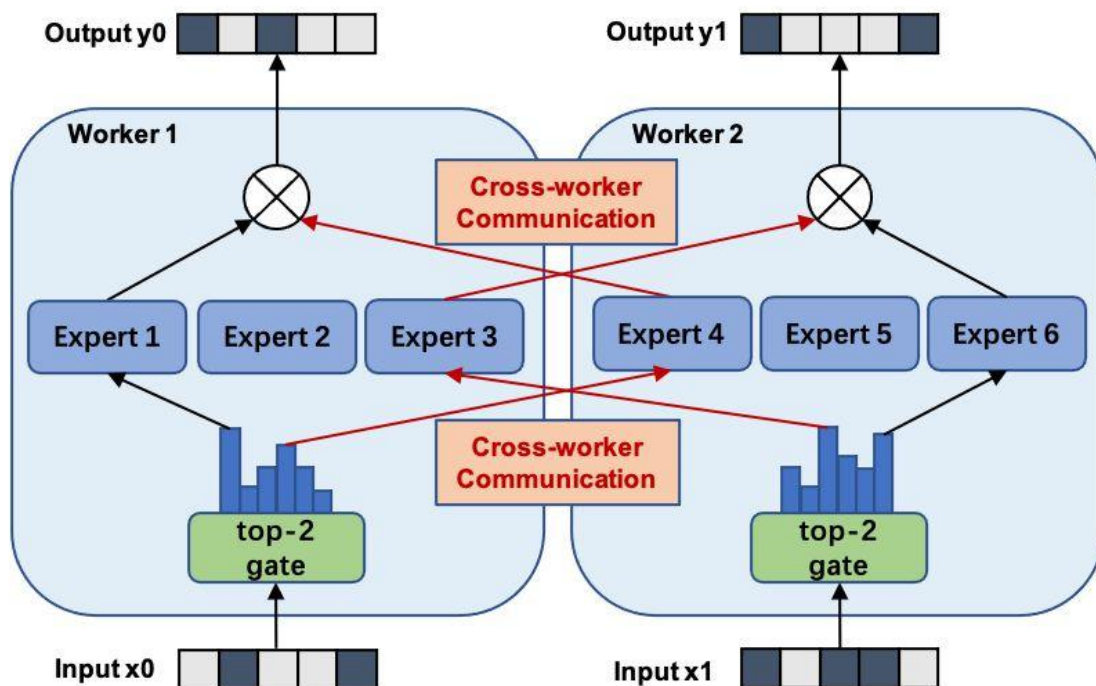 Output y0
Output y1
Worker 1
Worker 2
Cross-worker
Communication
Expert 1
Expert 2
Expert 3
Expert 4
Expert 5
Expert 6
Cross-worker
Communication
top-2
gate
top-2
gate
Input x0
Input x1